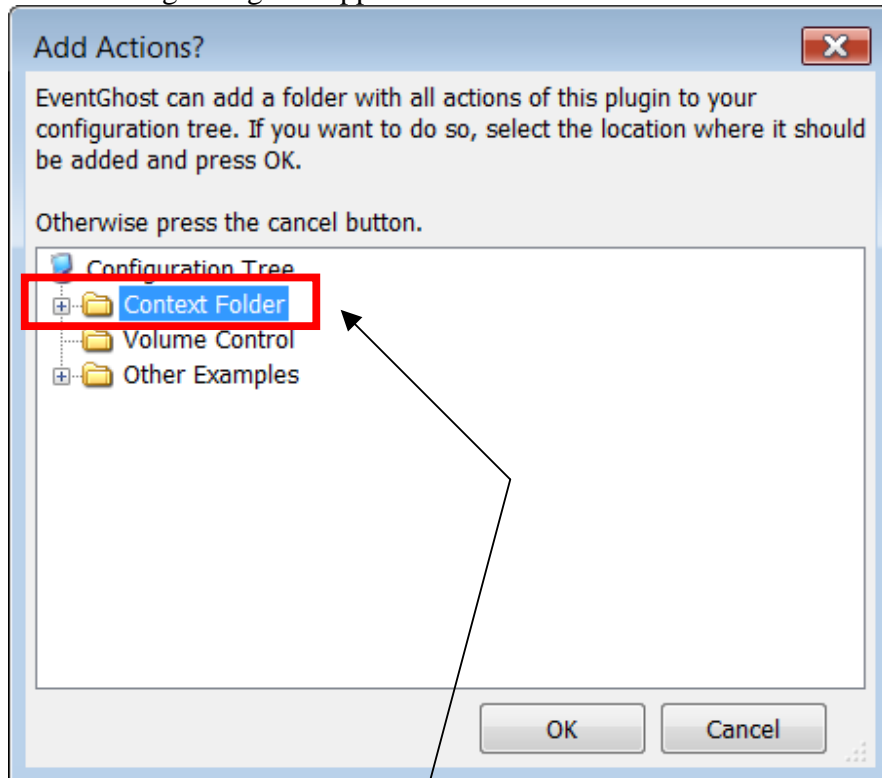 Add Actions?
EventGhost can add a folder with all actions of this plugin to your
configuration tree. If you want to do so, select the location where it should
be added and press OK.
Otherwise press the cancel button.
Configuration Tree
Context Folder
Volume Control
Other Examples
OK Cancel